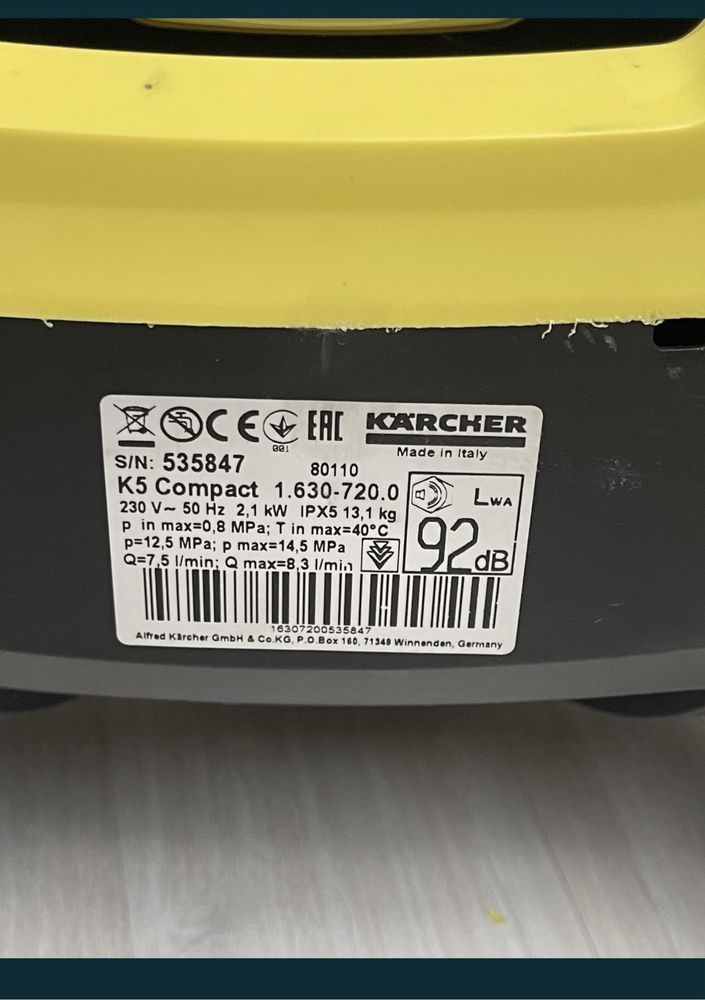 CE EAC KÄRCHER
001
Made in Italy
S/N: 535847
80110
K5 Compact 1.630-720.0
230 V~ 50 Hz 2,1 kW IPX5 13,1 kg
p in max=0,8 MPa; T in max=40°C
p=12,5 MPa; p max=14,5 MPa
Q=7,5 l/min; Q max=8,3 l/min
LWA
92dB
16307200535847
Alfred Kärcher GmbH & Co.KG, P.O.Box 160, 71349 Winnenden, Germany